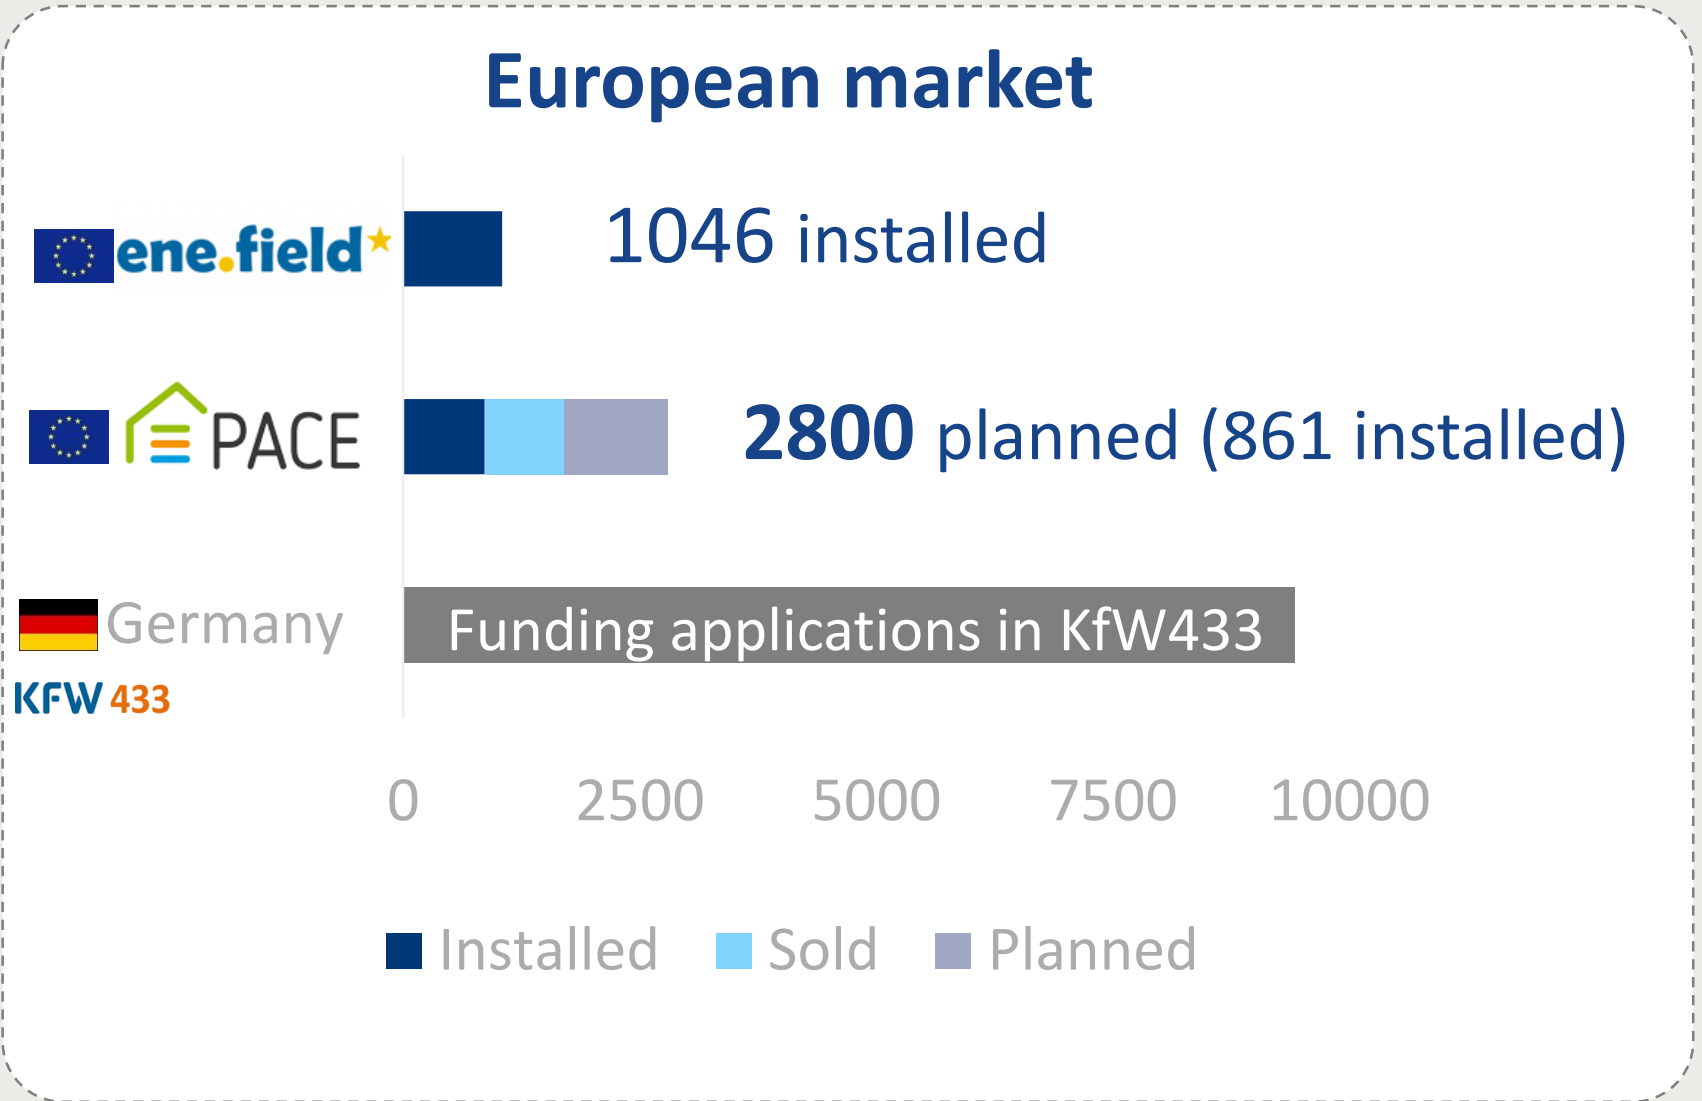 European market
ene.field
1046 installed
PACE
2800 planned (861 installed)
Germany
Funding applications in KfW433
KFW 433
0 2500 5000 7500 10000
Installed Sold Planned